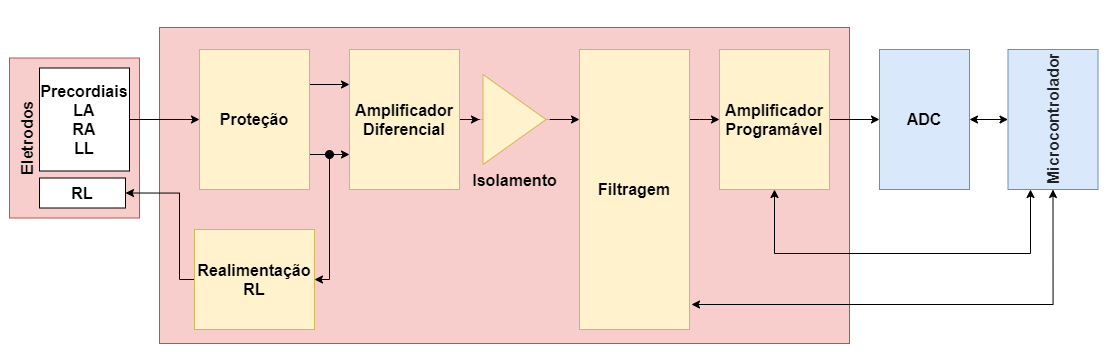 Eletrodos
Precordiais
LA
RA
LL
RL
Proteção
Amplificador
Diferencial
Isolamento
Realimentação
RL
Filtragem
Amplificador
Programável
ADC
Microcontrolador